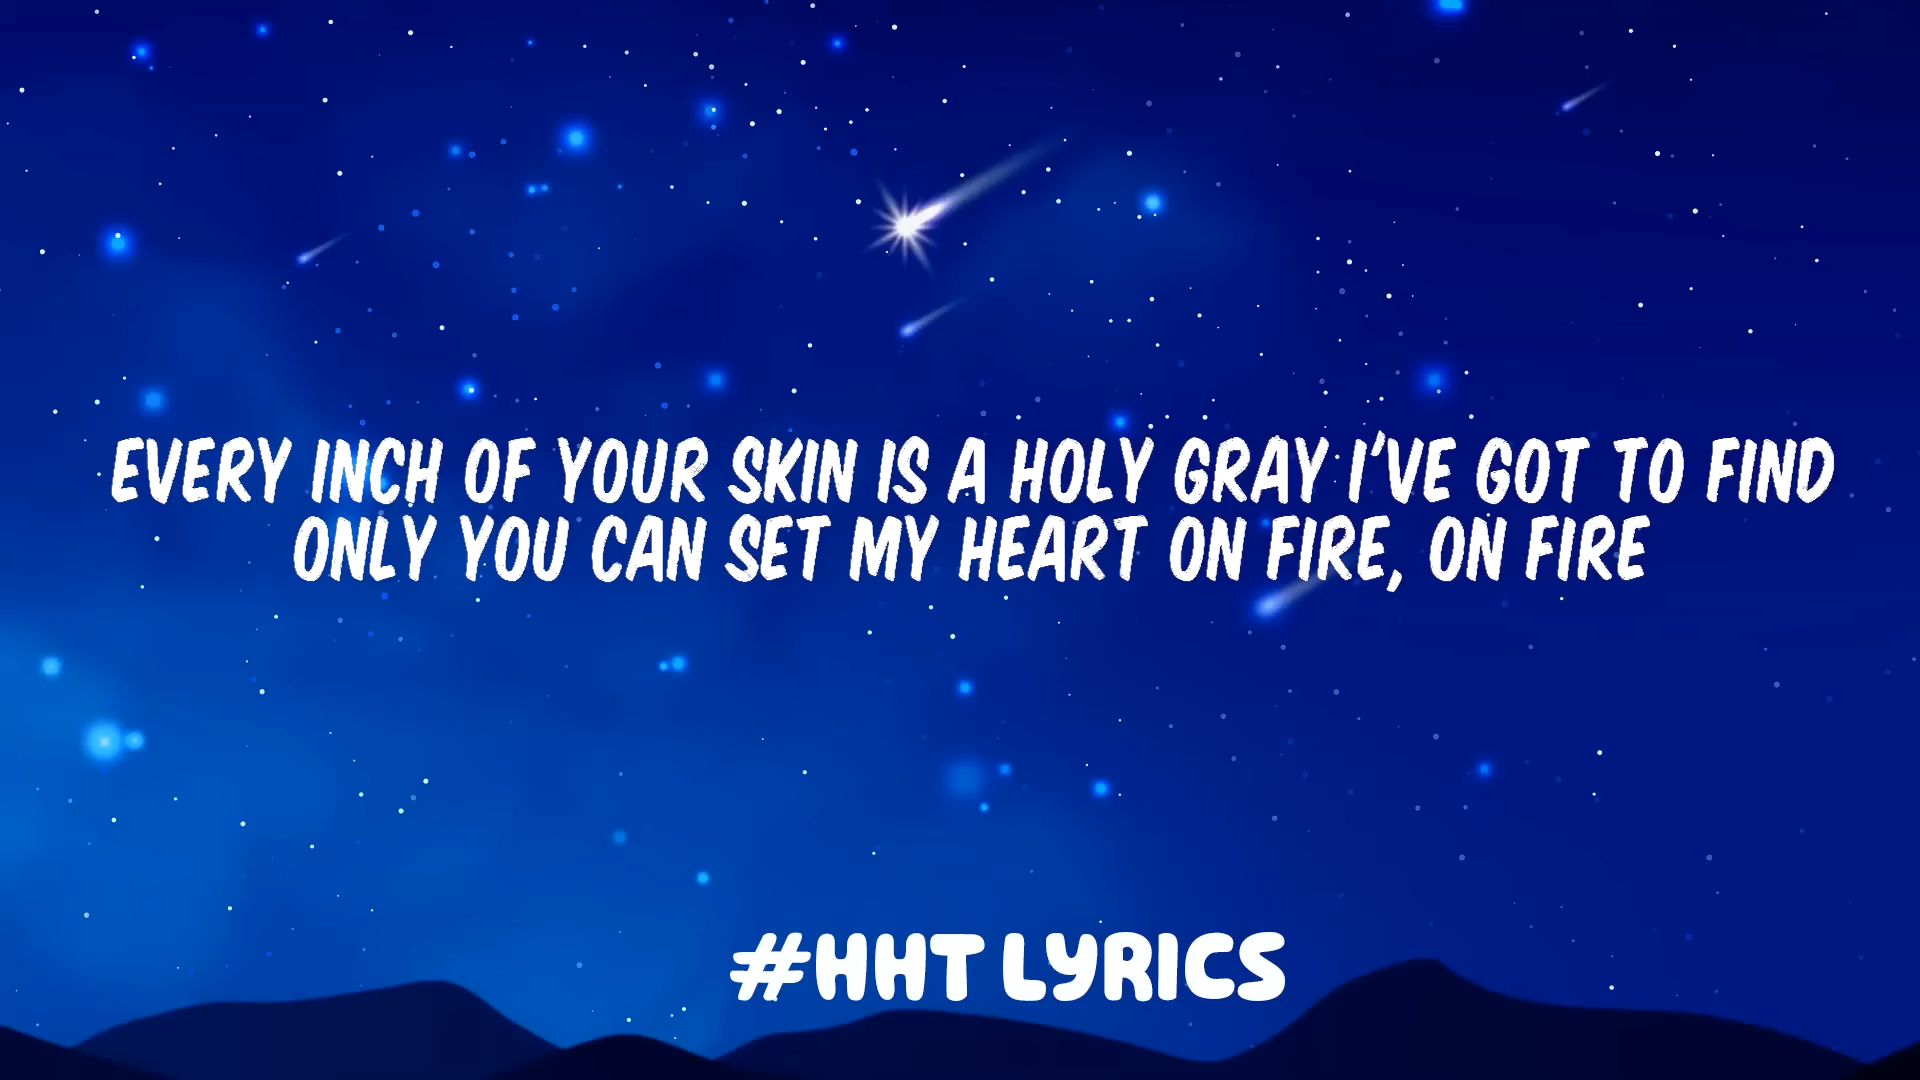 EVERY INCH OF YOUR SKIN IS A HOLY GRAY I'VE GOT TO FIND
ONLY YOU CAN SET MY HEART ON FIRE, ON FIRE
#HHT LYRICS